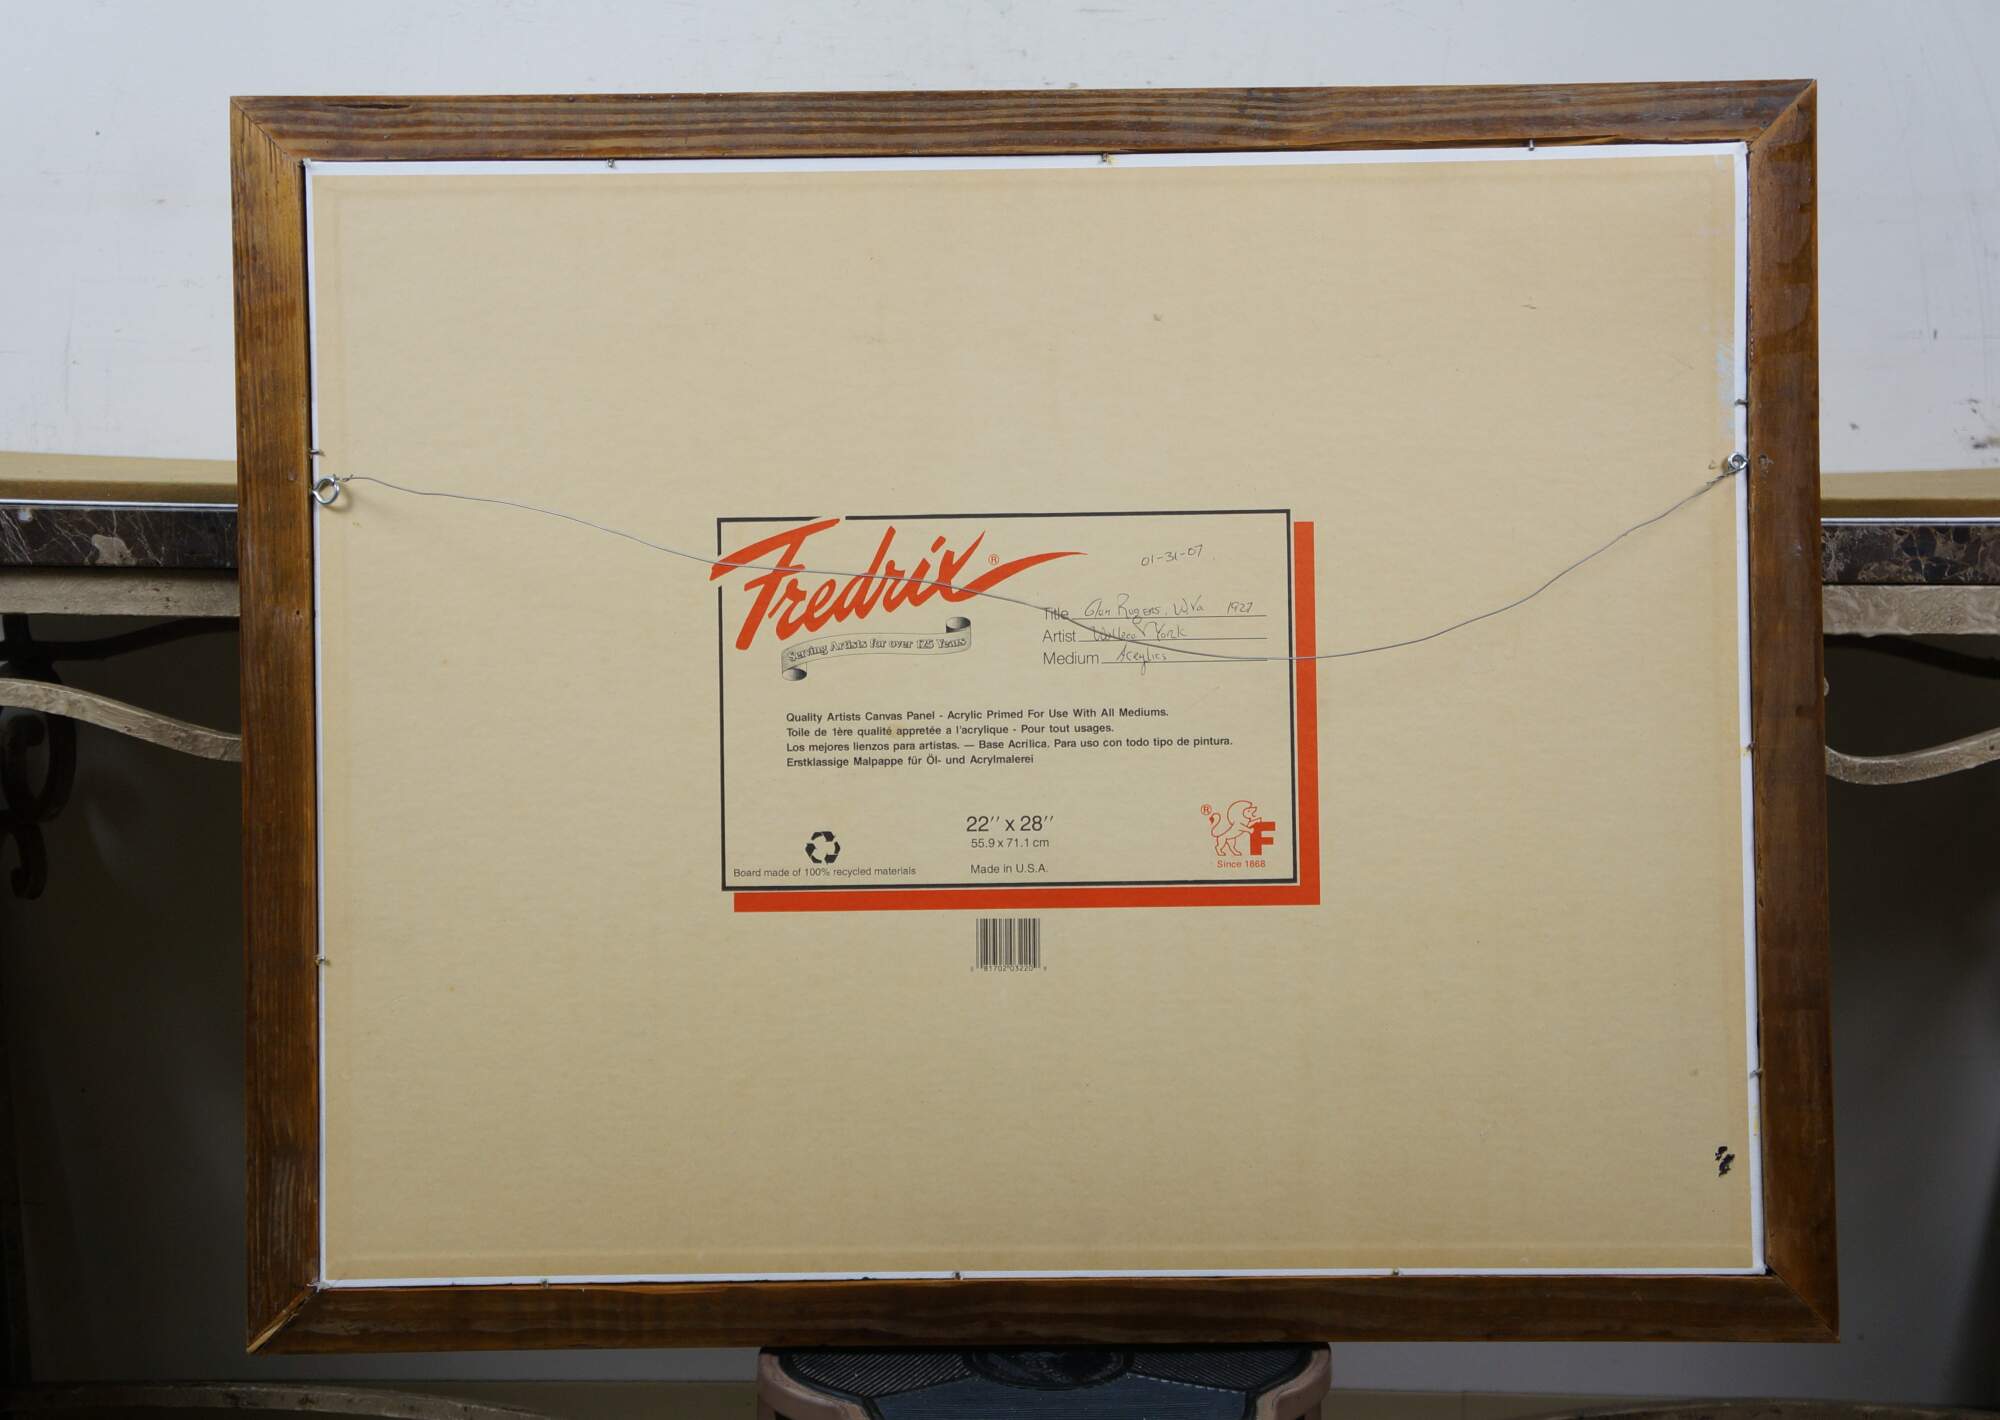 Fredrix®
Serving Artists for over 125 Years
01-31-07
Title Glen Rogers, W.Va 1927
Artist York
Medium Acrylics
Quality Artists Canvas Panel - Acrylic Primed For Use With All Mediums.
Toile de 1ère qualité appretée a l'acrylique - Pour tout usages.
Los mejores lienzos para artistas. — Base Acrílica. Para uso con todo tipo de pintura.
Erstklassige Malpappe für Öl- und Acrylmalerei
22'' x 28''
55.9 x 71.1 cm
Made in U.S.A.
Board made of 100% recycled materials
® F
Since 1868
81702 03220